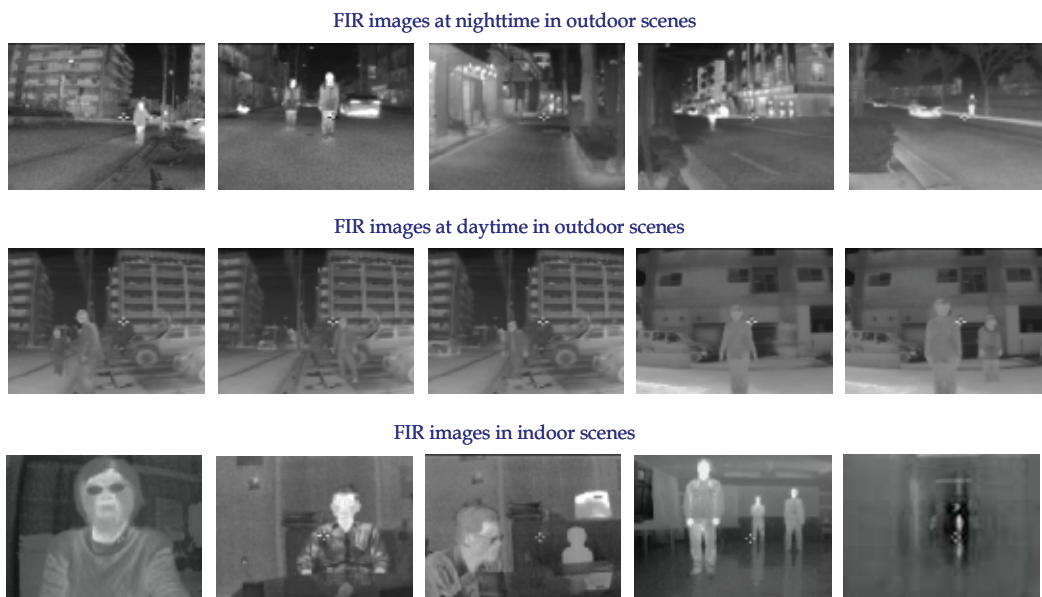 FIR images at nighttime in outdoor scenes
FIR images at daytime in outdoor scenes
FIR images in indoor scenes